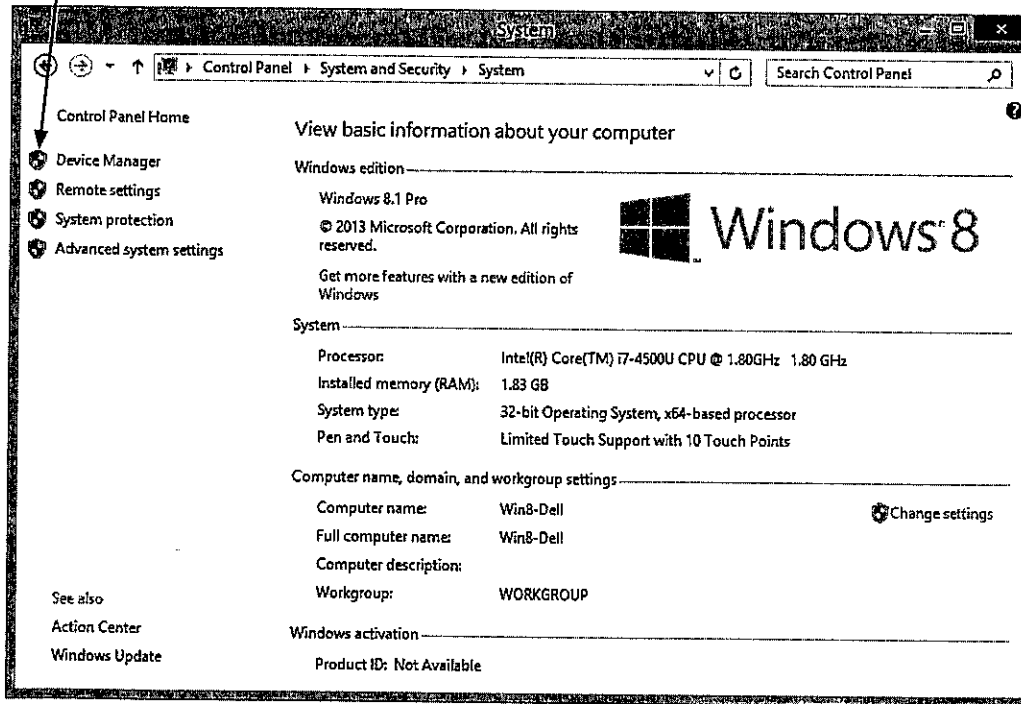 System
Control Panel › System and Security › System
Search Control Panel
Control Panel Home
Device Manager
Remote settings
System protection
Advanced system settings
See also
Action Center
Windows Update
View basic information about your computer
Windows edition
Windows 8.1 Pro
© 2013 Microsoft Corporation. All rights
reserved.
Get more features with a new edition of
Windows
Windows 8
System
Processor: Intel(R) Core(TM) i7-4500U CPU @ 1.80GHz 1.80 GHz
Installed memory (RAM): 1.83 GB
System type: 32-bit Operating System, x64-based processor
Pen and Touch: Limited Touch Support with 10 Touch Points
Computer name, domain, and workgroup settings
Computer name: Win8-Dell
Change settings
Full computer name: Win8-Dell
Computer description:
Workgroup: WORKGROUP
Windows activation
Product ID: Not Available